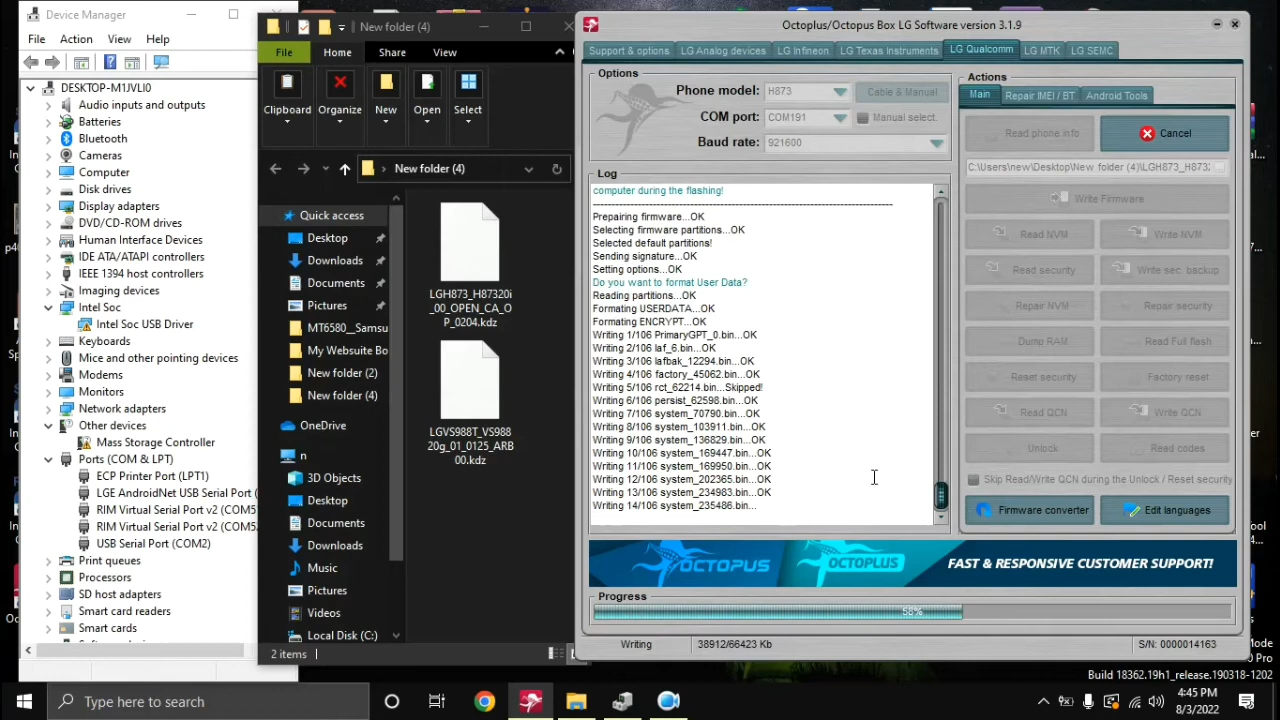 Device Manager
File Action View Help
DESKTOP-M1JVLI0
Audio inputs and outputs
Batteries
Bluetooth
Cameras
Computer
Disk drives
Display adapters
DVD/CD-ROM drives
Human Interface Devices
IDE ATA/ATAPI controllers
IEEE 1394 host controllers
Imaging devices
Intel Soc
Intel Soc USB Driver
Keyboards
Mice and other pointing devices
Modems
Monitors
Network adapters
Other devices
Mass Storage Controller
Ports (COM & LPT)
ECP Printer Port (LPT1)
LGE AndroidNet USB Serial Port (
RIM Virtual Serial Port v2 (COM5
RIM Virtual Serial Port v2 (COM5
USB Serial Port (COM2)
Print queues
Processors
SD host adapters
Smart card readers
Smart cards
New folder (4)
File Home Share View
Clipboard Organize New Open Select
New folder (4)
Quick access
Desktop
Downloads
Documents
Pictures
MT6580__Samsu
My Websuite Bo
New folder (2)
New folder (4)
OneDrive
n
3D Objects
Desktop
Documents
Downloads
Music
Pictures
Videos
Local Disk (C:)
LGH873_H87320i
_00_OPEN_CA_O
P_0204.kdz
LGVS988T_VS988
20g_01_0125_ARB
00.kdz
2 items
Octoplus/Octopus Box LG Software version 3.1.9
Support & options LG Analog devices LG Infineon LG Texas Instruments LG Qualcomm LG MTK LG SEMC
Options
Phone model: H873 Cable & Manual
COM port: COM191 Manual select.
Baud rate: 921600
Log
computer during the flashing!
--------------------------------------------------------------------------------
Prepairing firmware...OK
Selecting firmware partitions...OK
Selected default partitions!
Sending signature...OK
Setting options...OK
Do you want to format User Data?
Reading partitions...OK
Formating USERDATA...OK
Formating ENCRYPT...OK
Writing 1/106 PrimaryGPT_0.bin...OK
Writing 2/106 laf_6.bin...OK
Writing 3/106 lafbak_12294.bin...OK
Writing 4/106 factory_45062.bin...OK
Writing 5/106 rct_62214.bin...Skipped!
Writing 6/106 persist_62598.bin...OK
Writing 7/106 system_70790.bin...OK
Writing 8/106 system_103911.bin...OK
Writing 9/106 system_136829.bin...OK
Writing 10/106 system_169447.bin...OK
Writing 11/106 system_169950.bin...OK
Writing 12/106 system_202365.bin...OK
Writing 13/106 system_234983.bin...OK
Writing 14/106 system_235486.bin...
Actions
Main Repair IMEI / BT Android Tools
Read phone info Cancel
C:\Users\new\Desktop\New folder (4)\LGH873_H873;
Write Firmware
Read NVM Write NVM
Read security Write sec. backup
Repair NVM Repair security
Dump RAM Read Full flash
Reset security Factory reset
Read QCN Write QCN
Unlock Read codes
Skip Read/Write QCN during the Unlock / Reset security
Firmware converter Edit languages
OCTOPUS OCTOPLUS FAST & RESPONSIVE CUSTOMER SUPPORT!
Progress
58%
Writing 38912/66423 Kb S/N: 0000014163
Build 18362.19h1_release.190318-1202
Type here to search
4:45 PM
8/3/2022